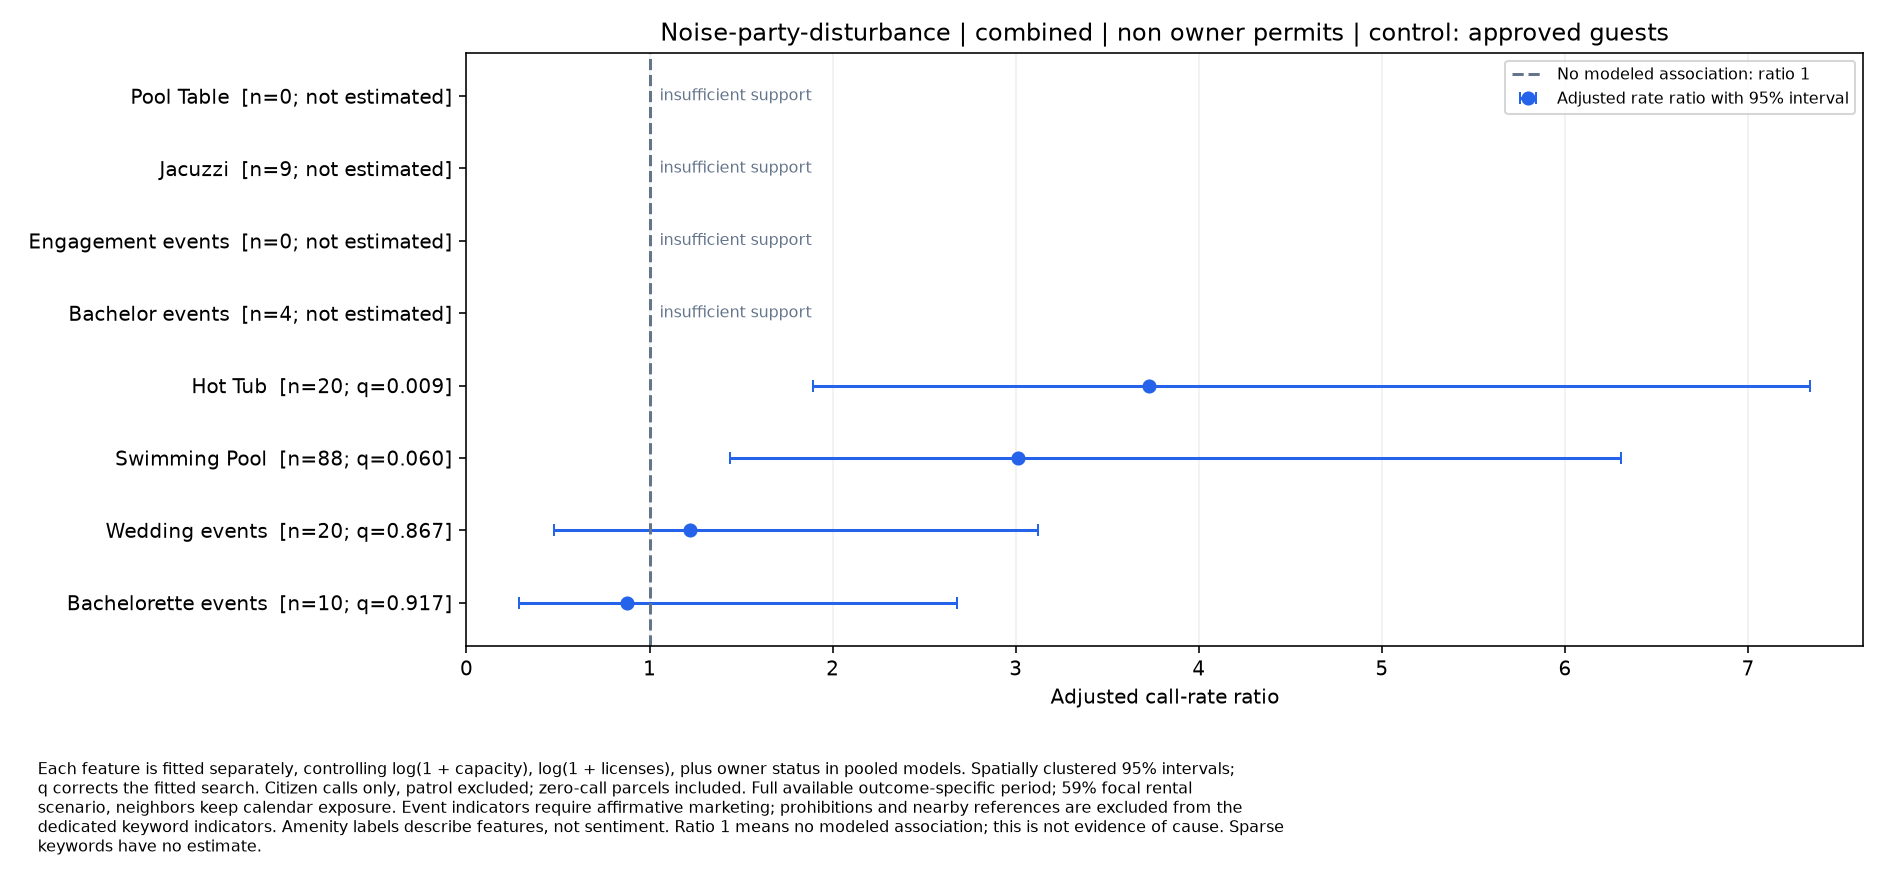 Noise-party-disturbance | combined | non owner permits | control: approved guests
No modeled association: ratio 1
Adjusted rate ratio with 95% interval
Pool Table  [n=0; not estimated]
insufficient support
Jacuzzi  [n=9; not estimated]
insufficient support
Engagement events  [n=0; not estimated]
insufficient support
Bachelor events  [n=4; not estimated]
insufficient support
Hot Tub  [n=20; q=0.009]
Swimming Pool  [n=88; q=0.060]
Wedding events  [n=20; q=0.867]
Bachelorette events  [n=10; q=0.917]
0 1 2 3 4 5 6 7
Adjusted call-rate ratio
Each feature is fitted separately, controlling log(1 + capacity), log(1 + licenses), plus owner status in pooled models. Spatially clustered 95% intervals;
q corrects the fitted search. Citizen calls only, patrol excluded; zero-call parcels included. Full available outcome-specific period; 59% focal rental
scenario, neighbors keep calendar exposure. Event indicators require affirmative marketing; prohibitions and nearby references are excluded from the
dedicated keyword indicators. Amenity labels describe features, not sentiment. Ratio 1 means no modeled association; this is not evidence of cause. Sparse
keywords have no estimate.